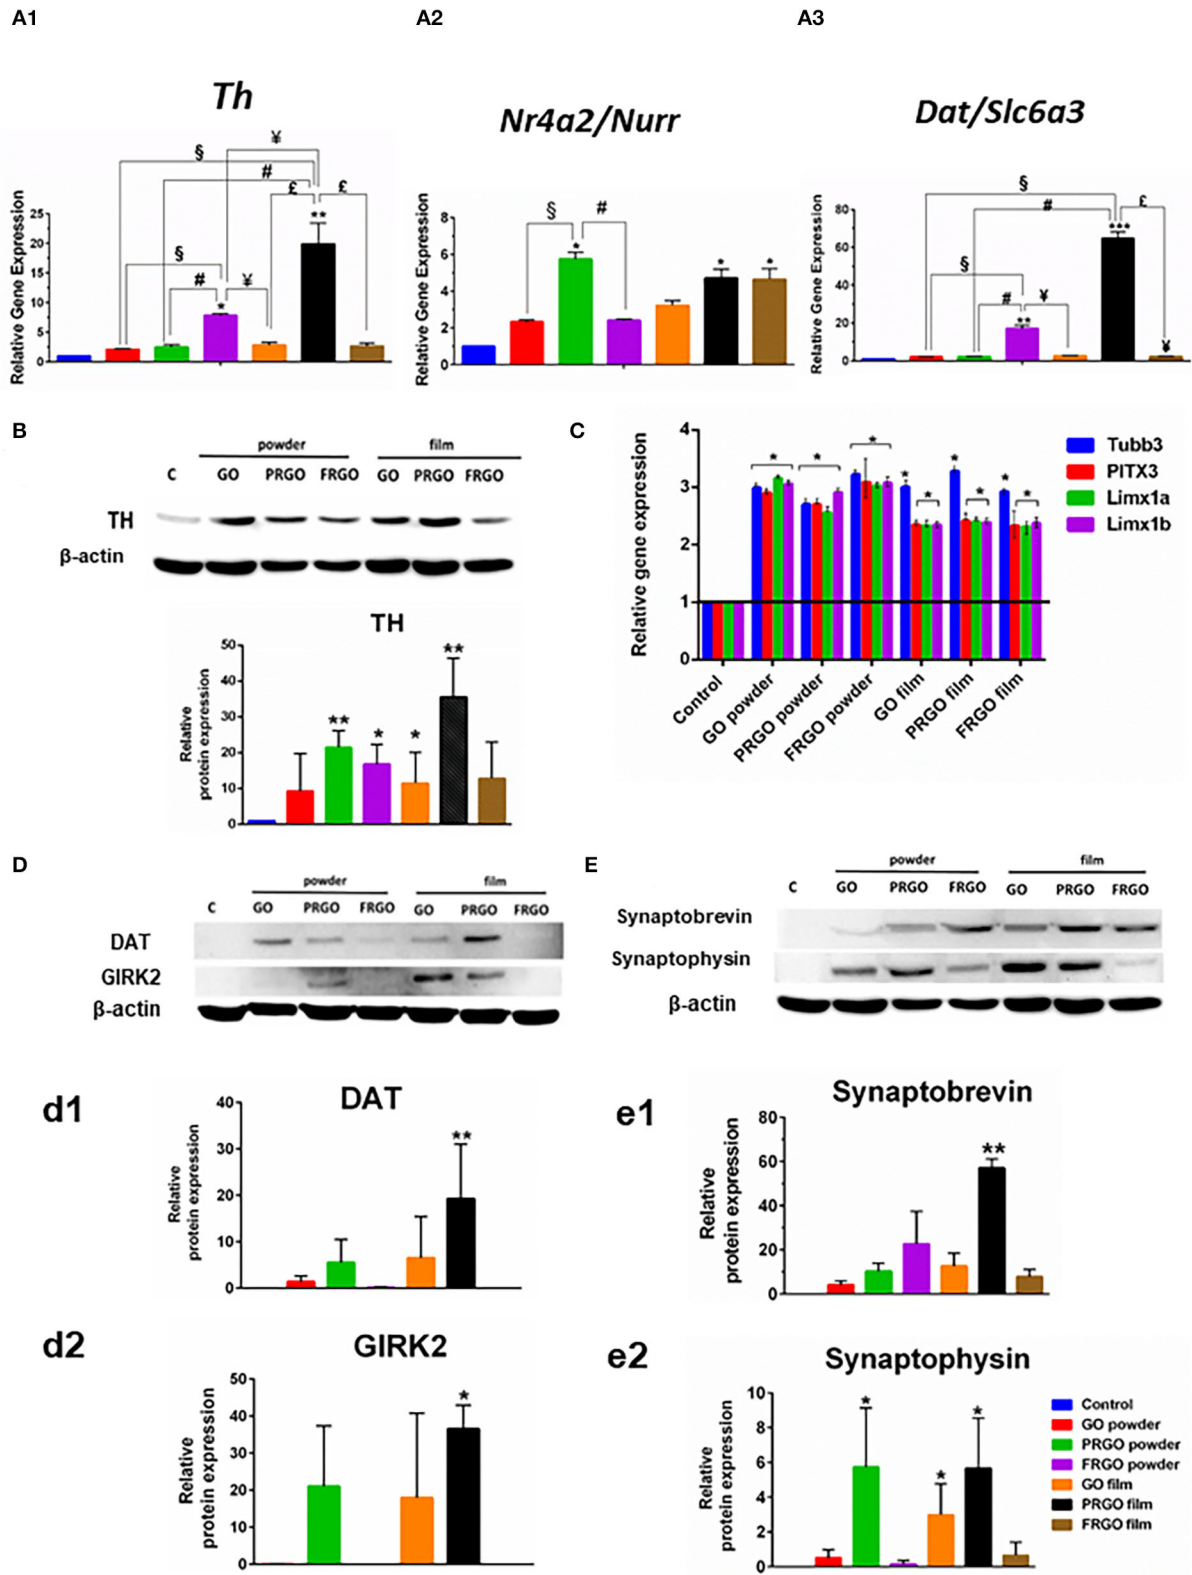 A1
A2
A3
Th
Nr4a2/Nurr
Dat/Slc6a3
Relative Gene Expression
25
20
15
10
5
0
§
¥
#
£
£
**
§
#
¥
*
Relative Gene Expression
8
6
4
2
0
§
#
*
*
*
Relative Gene Expression
80
60
40
20
0
§
#
£
***
§
#
¥
**
¥
B
powder
film
C
GO
PRGO
FRGO
GO
PRGO
FRGO
TH
β-actin
TH
Relative
protein expression
50
40
30
20
10
0
**
*
*
**
C
Relative gene expression
4
3
2
1
0
*
*
*
*
*
*
*
*
*
Control
GO powder
PRGO powder
FRGO powder
GO film
PRGO film
FRGO film
Tubb3
PITX3
Limx1a
Limx1b
D
powder
film
C
GO
PRGO
FRGO
GO
PRGO
FRGO
DAT
GIRK2
β-actin
E
powder
film
C
GO
PRGO
FRGO
GO
PRGO
FRGO
Synaptobrevin
Synaptophysin
β-actin
d1
DAT
Relative
protein expression
40
30
20
10
0
**
e1
Synaptobrevin
Relative
protein expression
80
60
40
20
0
**
d2
GIRK2
Relative
protein expression
50
40
30
20
10
0
*
e2
Synaptophysin
Relative
protein expression
10
8
6
4
2
0
*
*
*
Control
GO powder
PRGO powder
FRGO powder
GO film
PRGO film
FRGO film